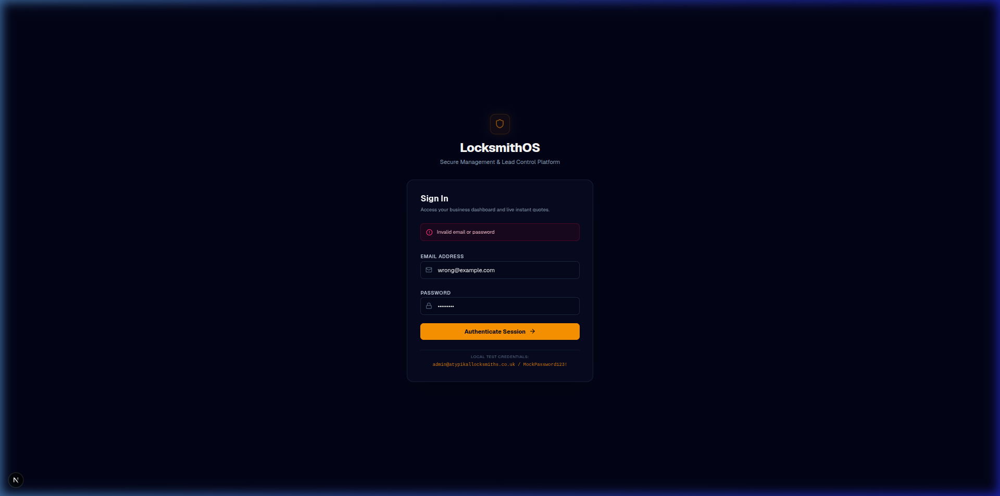 LocksmithOS
Secure Management & Lead Control Platform
Sign In
Access your business dashboard and live instant quotes.
Invalid email or password
EMAIL ADDRESS
wrong@example.com
PASSWORD
•••••••••
Authenticate Session →
LOCAL TEST CREDENTIALS:
admin@atypikallocksmiths.co.uk / MockPassword123!
N